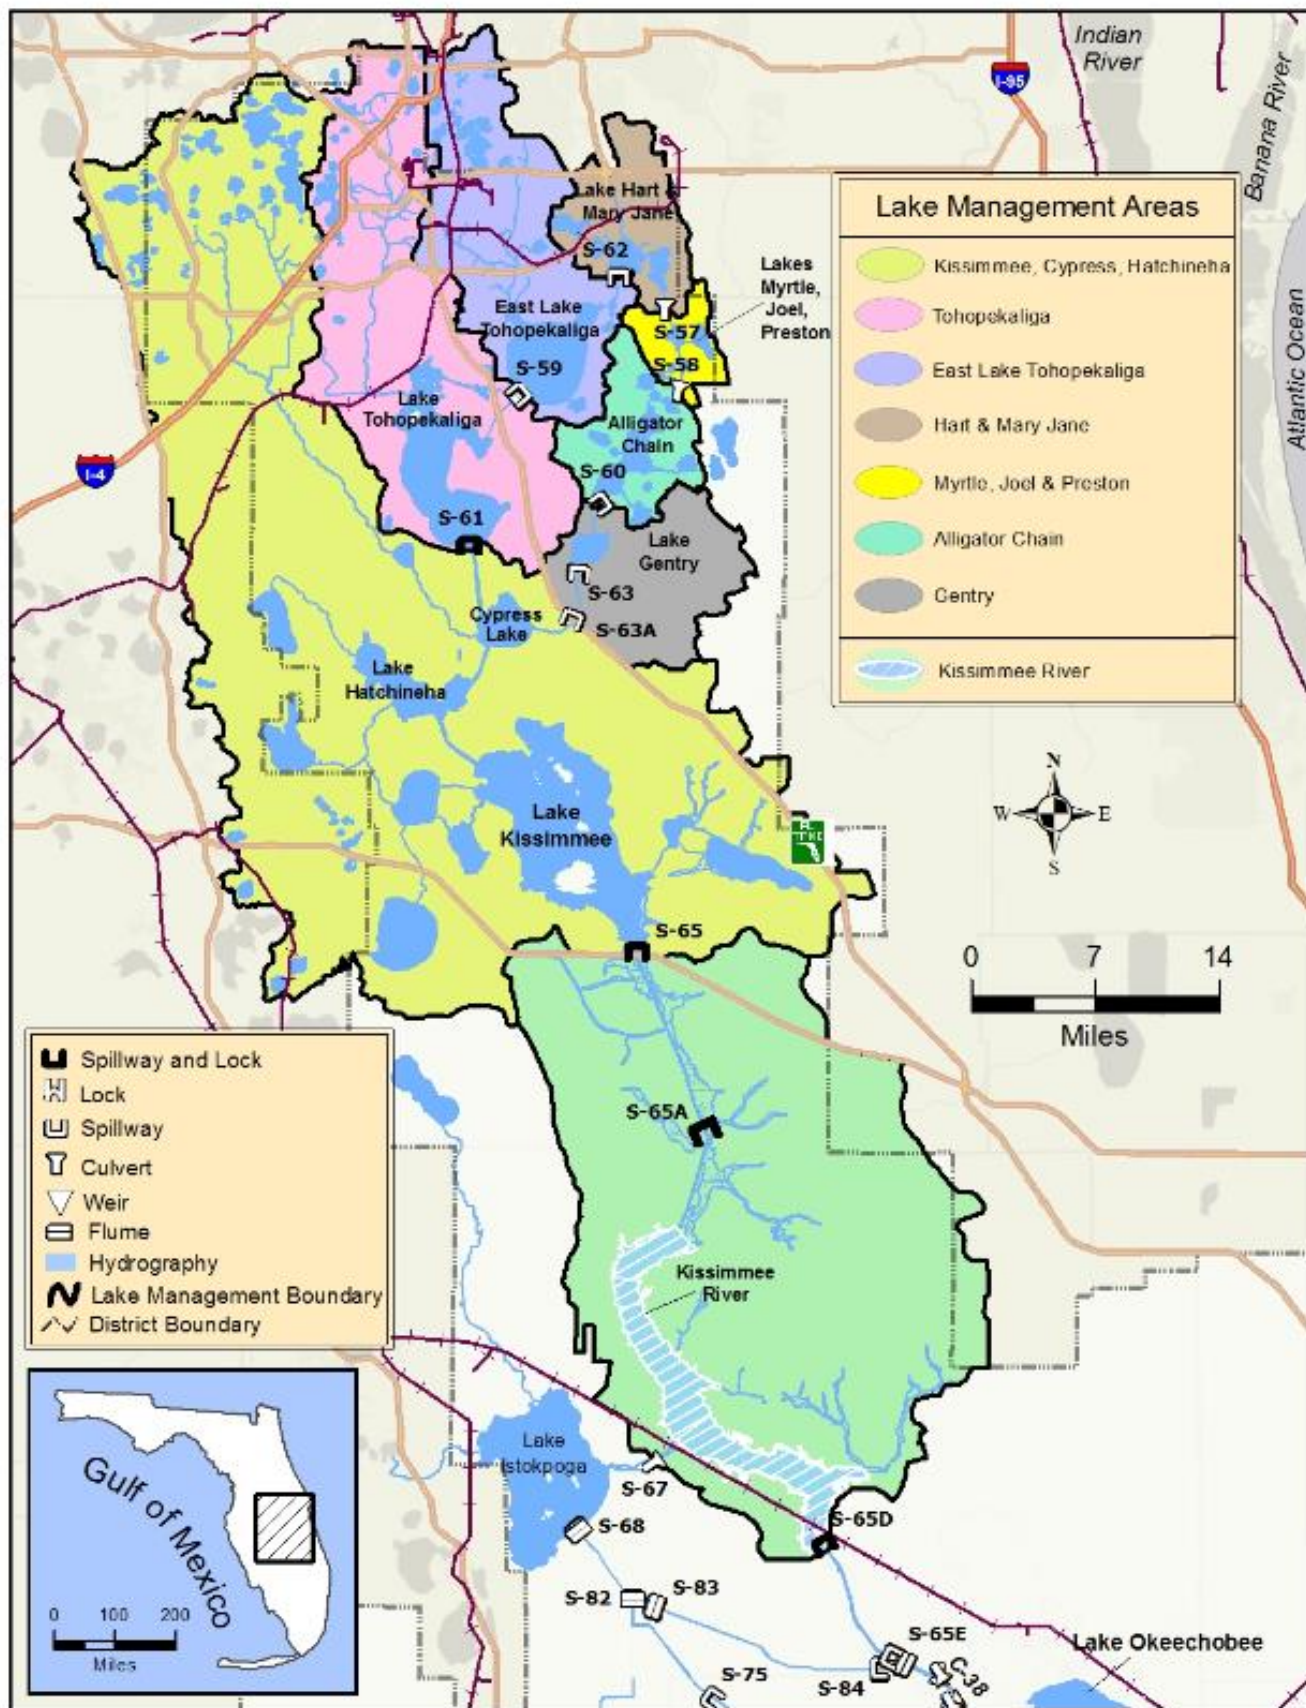 Indian
River
Banana River
I-95
Lake Hart &
Mary Jane
S-62
Lakes
Myrtle,
Joel,
Preston
East Lake
Tohopekaliga
S-57
S-58
S-59
Lake
Tohopekaliga
Alligator
Chain
S-60
I-4
S-61
Lake
Gentry
S-63
S-63A
Cypress
Lake
Lake
Hatchineha
Lake
Kissimmee
S-65
Lake Management Areas
Kissimmee, Cypress, Hatchineha
Tohopekaliga
East Lake Tohopekaliga
Hart & Mary Jane
Myrtle, Joel & Preston
Alligator Chain
Gentry
Kissimmee River
Atlantic Ocean
N
W
E
S
0 7 14
Miles
Spillway and Lock
Lock
Spillway
Culvert
Weir
Flume
Hydrography
Lake Management Boundary
District Boundary
S-65A
Kissimmee
River
Lake
Istokpoga
S-67
S-68
S-65D
S-82
S-83
S-65E
S-84
C-38
S-75
Lake Okeechobee
Gulf of Mexico
0 100 200
Miles